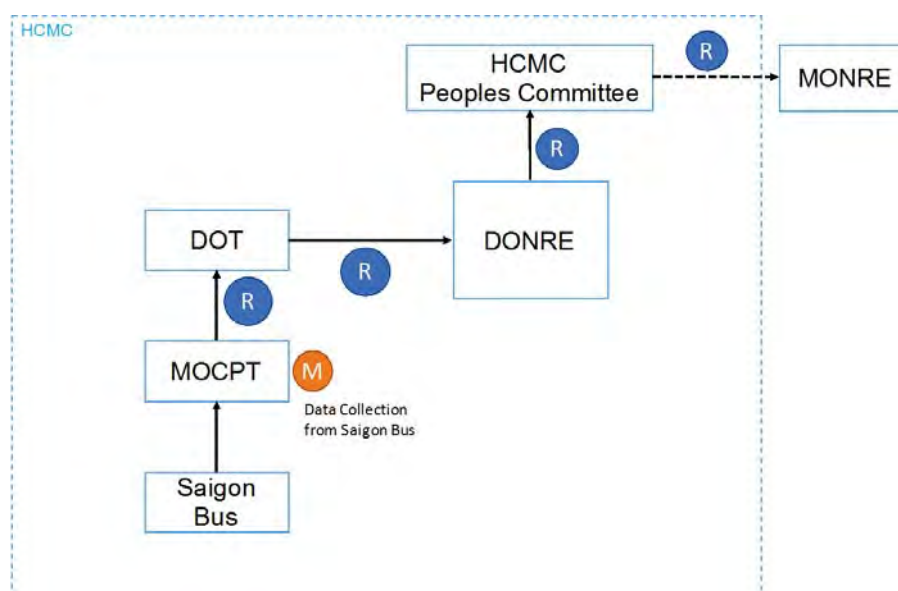 HCMC
HCMC
Peoples Committee
R
MONRE
R
DOT
R
DONRE
R
MOCPT
M
Data Collection
from Saigon Bus
Saigon
Bus